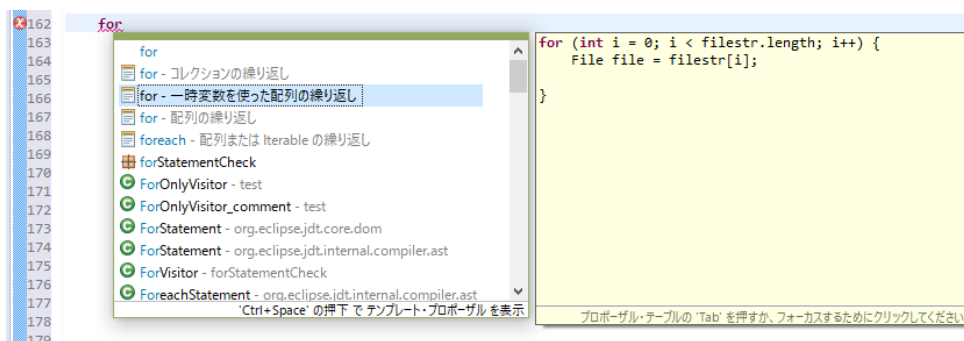 162 for
163
164
165
166
167
168
169
170
171
172
173
174
175
176
177
178
179
for
for - コレクションの繰り返し
for - 一時変数を使った配列の繰り返し
for - 配列の繰り返し
foreach - 配列または Iterable の繰り返し
forStatementCheck
ForOnlyVisitor - test
ForOnlyVisitor_comment - test
ForStatement - org.eclipse.jdt.core.dom
ForStatement - org.eclipse.jdt.internal.compiler.ast
ForVisitor - forStatementCheck
ForeachStatement - org.eclipse.jdt.internal.compiler.ast
'Ctrl+Space' の押下 で テンプレート・プロポーザル を表示
for (int i = 0; i < filestr.length; i++) {
File file = filestr[i];
}
プロポーザル・テーブルの 'Tab' を押すか、フォーカスするためにクリックしてください